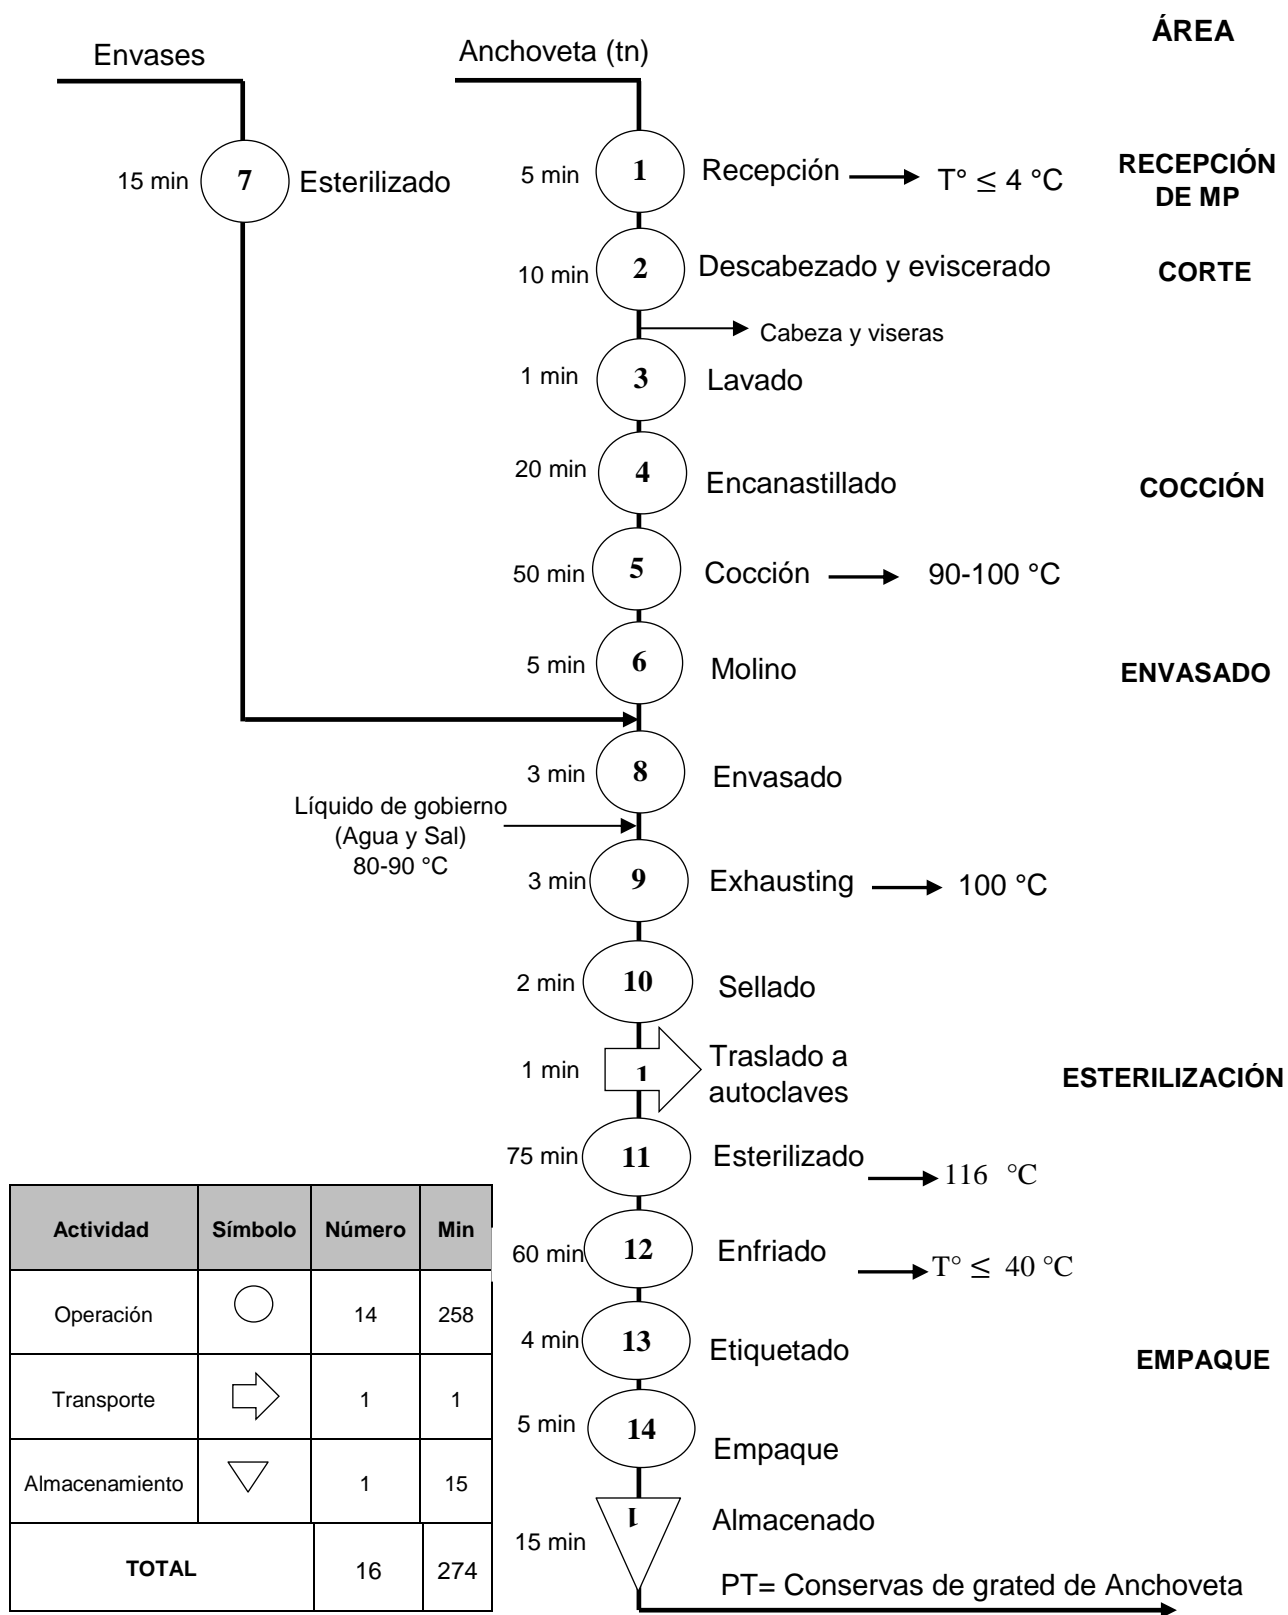 ÁREA
Envases
Anchoveta (tn)
15 min
7
Esterilizado
5 min
1
Recepción
T° ≤ 4 °C
RECEPCIÓN
DE MP
10 min
2
Descabezado y eviscerado
CORTE
Cabeza y viseras
1 min
3
Lavado
20 min
4
Encanastillado
COCCIÓN
50 min
5
Cocción
90-100 °C
5 min
6
Molino
ENVASADO
3 min
8
Envasado
Líquido de gobierno
(Agua y Sal)
80-90 °C
3 min
9
Exhausting
100 °C
2 min
10
Sellado
1 min
1
Traslado a
autoclaves
ESTERILIZACIÓN
75 min
11
Esterilizado
116 °C
60 min
12
Enfriado
T° ≤ 40 °C
4 min
13
Etiquetado
EMPAQUE
5 min
14
Empaque
15 min
1
Almacenado
PT= Conservas de grated de Anchoveta
Actividad Símbolo Número Min
Operación 14 258
Transporte 1 1
Almacenamiento 1 15
TOTAL 16 274